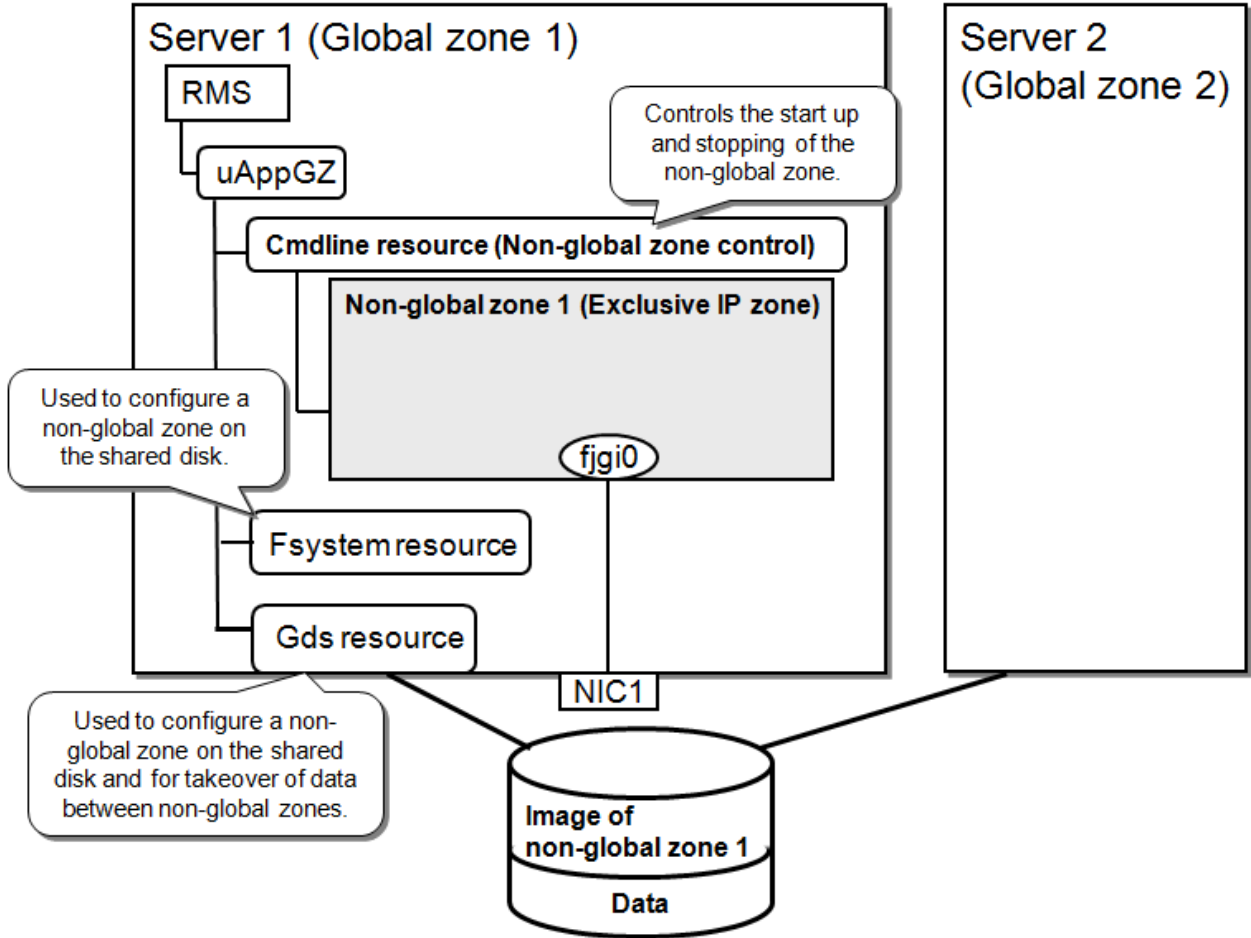 Server 1 (Global zone 1)
RMS
uAppGZ
Controls the start up
and stopping of the
non-global zone.
Cmdline resource (Non-global zone control)
Non-global zone 1 (Exclusive IP zone)
fjgi0
Used to configure a
non-global zone on
the shared disk.
Fsystem resource
Gds resource
NIC1
Used to configure a non-
global zone on the shared
disk and for takeover of data
between non-global zones.
Image of
non-global zone 1
Data
Server 2
(Global zone 2)